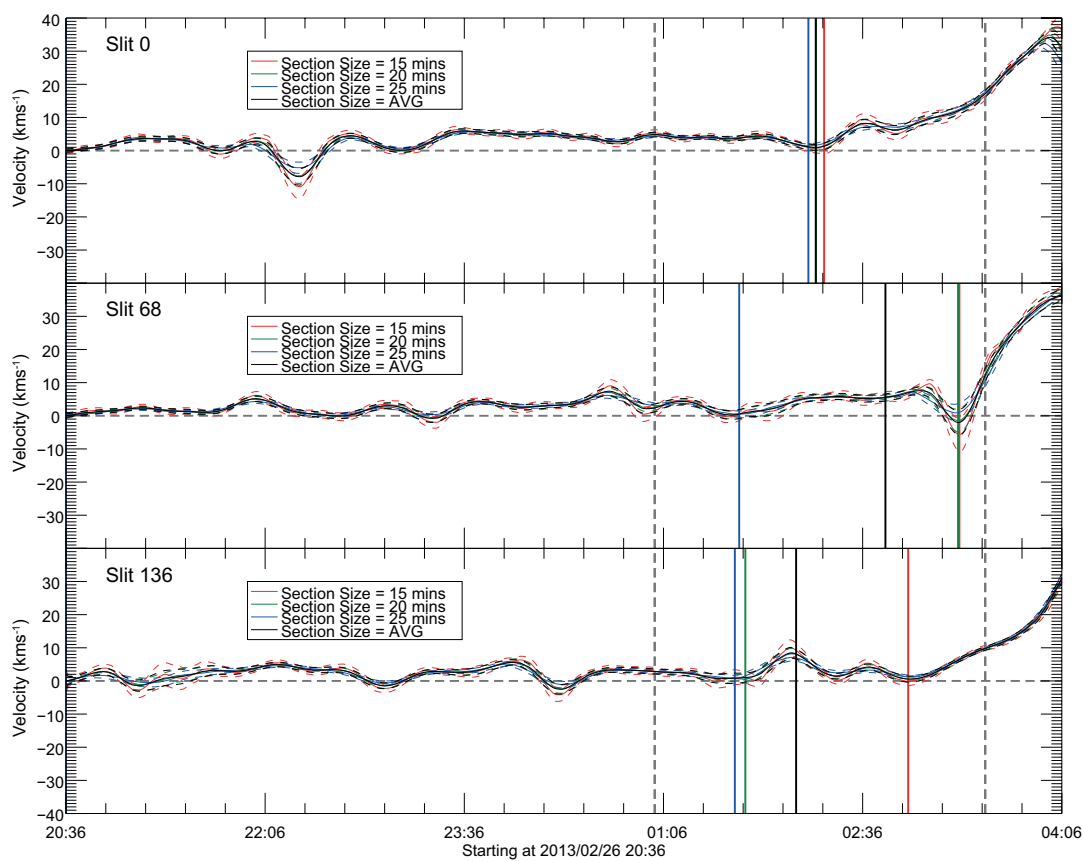 40
30
20
10
0
−10
−20
−30
Velocity (kms⁻¹)
Slit 0
Section Size = 15 mins
Section Size = 20 mins
Section Size = 25 mins
Section Size = AVG
30
20
10
0
−10
−20
−30
Velocity (kms⁻¹)
Slit 68
Section Size = 15 mins
Section Size = 20 mins
Section Size = 25 mins
Section Size = AVG
30
20
10
0
−10
−20
−30
−40
Velocity (kms⁻¹)
Slit 136
Section Size = 15 mins
Section Size = 20 mins
Section Size = 25 mins
Section Size = AVG
20:36 22:06 23:36 01:06 02:36 04:06
Starting at 2013/02/26 20:36